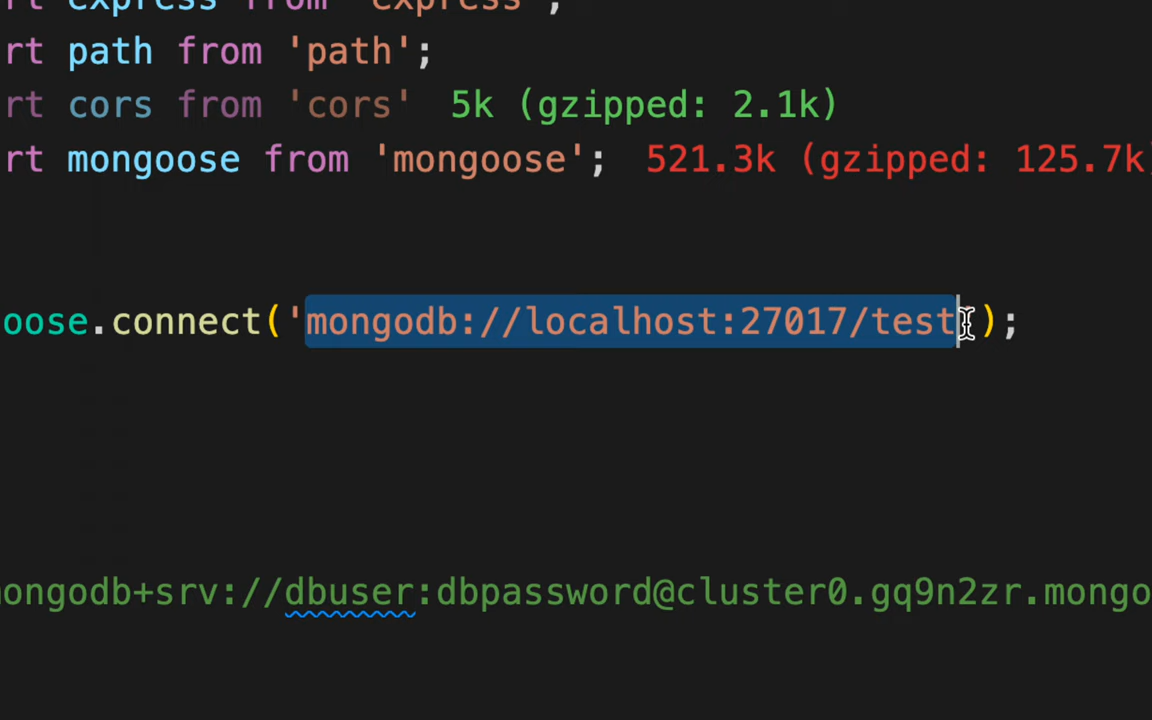 rt express from 'express';
rt path from 'path';
rt cors from 'cors' 5k (gzipped: 2.1k)
rt mongoose from 'mongoose'; 521.3k (gzipped: 125.7k)
oose.connect('mongodb://localhost:27017/test');
mongodb+srv://dbuser:dbpassword@cluster0.gq9n2zr.mongo